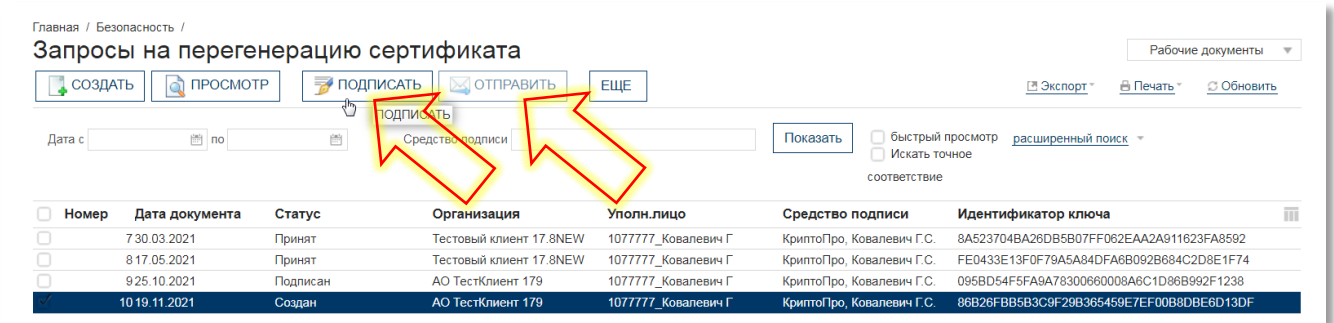 Главная / Безопасность /
Запросы на перегенерацию сертификата
Рабочие документы
СОЗДАТЬ ПРОСМОТР ПОДПИСАТЬ ОТПРАВИТЬ ЕЩЕ
Экспорт Печать Обновить
ПОДПИСАТЬ
Дата с по Средство подписи Показать быстрый просмотр расширенный поиск
Искать точное
соответствие
Номер Дата документа Статус Организация Уполн.лицо Средство подписи Идентификатор ключа
7 30.03.2021 Принят Тестовый клиент 17.8NEW 1077777_Ковалевич Г КриптоПро, Ковалевич Г.С. 8A523704BA26DB5B07FF062EAA2A911623FA8592
8 17.05.2021 Принят Тестовый клиент 17.8NEW 1077777_Ковалевич Г КриптоПро, Ковалевич Г.С. FE0433E13F0F79A5A84DFA6B092B684C2D8E1F74
9 25.10.2021 Подписан АО ТестКлиент 179 1077777_Ковалевич Г КриптоПро, Ковалевич Г.С. 095BD54F5FA9A78300660008A6C1D86B992F1238
10 19.11.2021 Создан АО ТестКлиент 179 1077777_Ковалевич Г КриптоПро, Ковалевич Г.С. 86B26FBB5B3C9F29B365459E7EF00B8DBE6D13DF